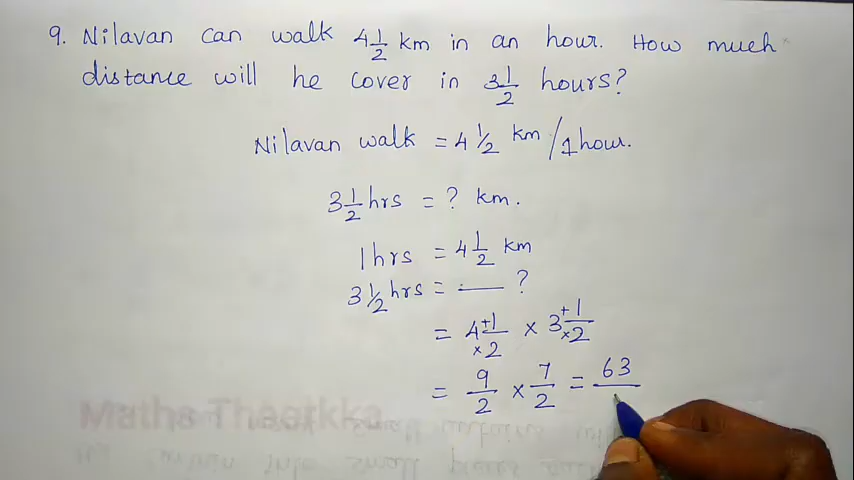 9. Nilavan can walk 4 1/2 km in an hour. How much
distance will he cover in 3 1/2 hours?
Nilavan walk = 4 1/2 km / 1 hour.
3 1/2 hrs = ? km.
1 hrs = 4 1/2 km
3 1/2 hrs = — ?
= 4 +1/×2 × 3 +1/×2
= 9/2 × 7/2 = 63/
Maths Theerkka